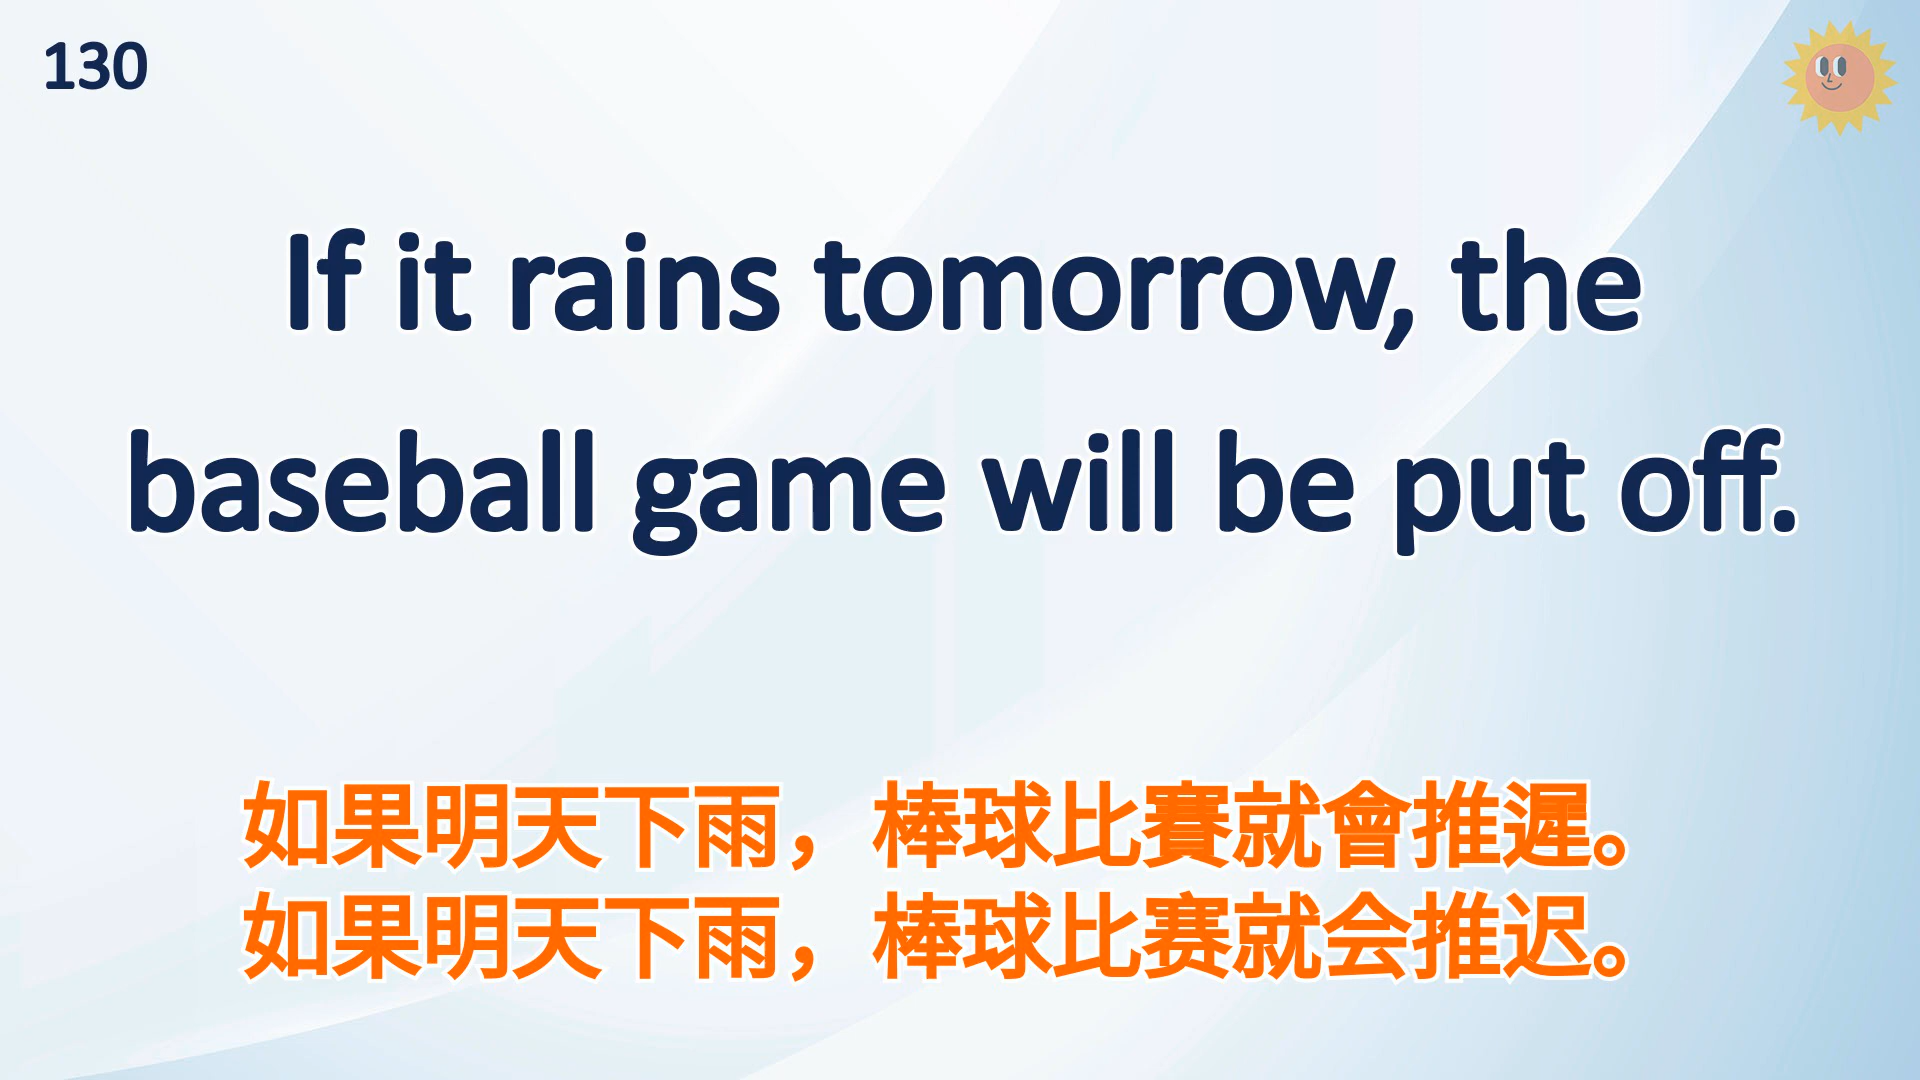 130
If it rains tomorrow, the
baseball game will be put off.
如果明天下雨，棒球比賽就會推遲。
如果明天下雨，棒球比赛就会推迟。